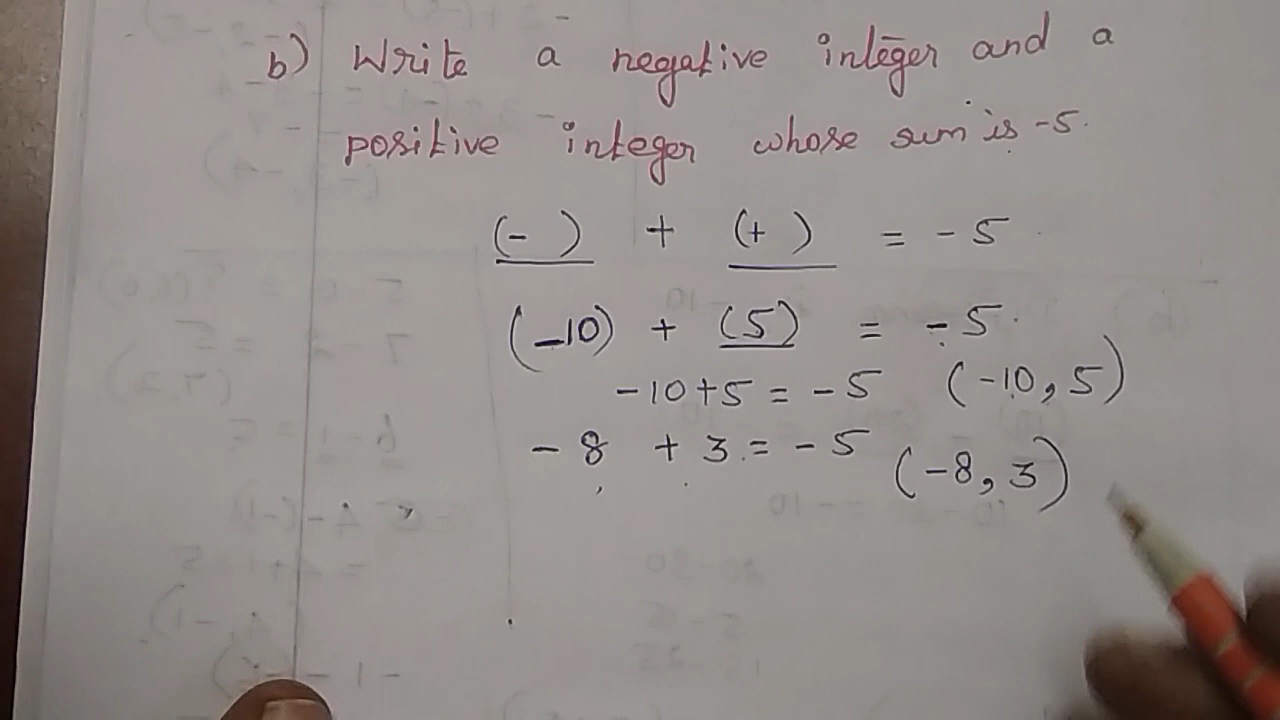 b) Write a negative integer and a
positive integer whose sum is -5.
(- ) + (+ ) = -5
(-10) + (5) = -5.
-10+5 = -5 (-10, 5)
-8 + 3 = -5 (-8, 3)